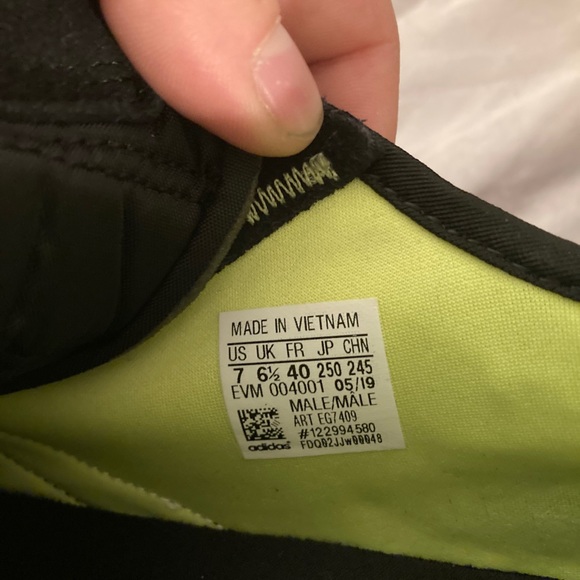 MADE IN VIETNAM
US UK FR JP CHN
7 6½ 40 250 245
EVM 004001 05/19
MALE/MÂLE
ART EG7409
#122994580
adidas FDQ02JJw00048